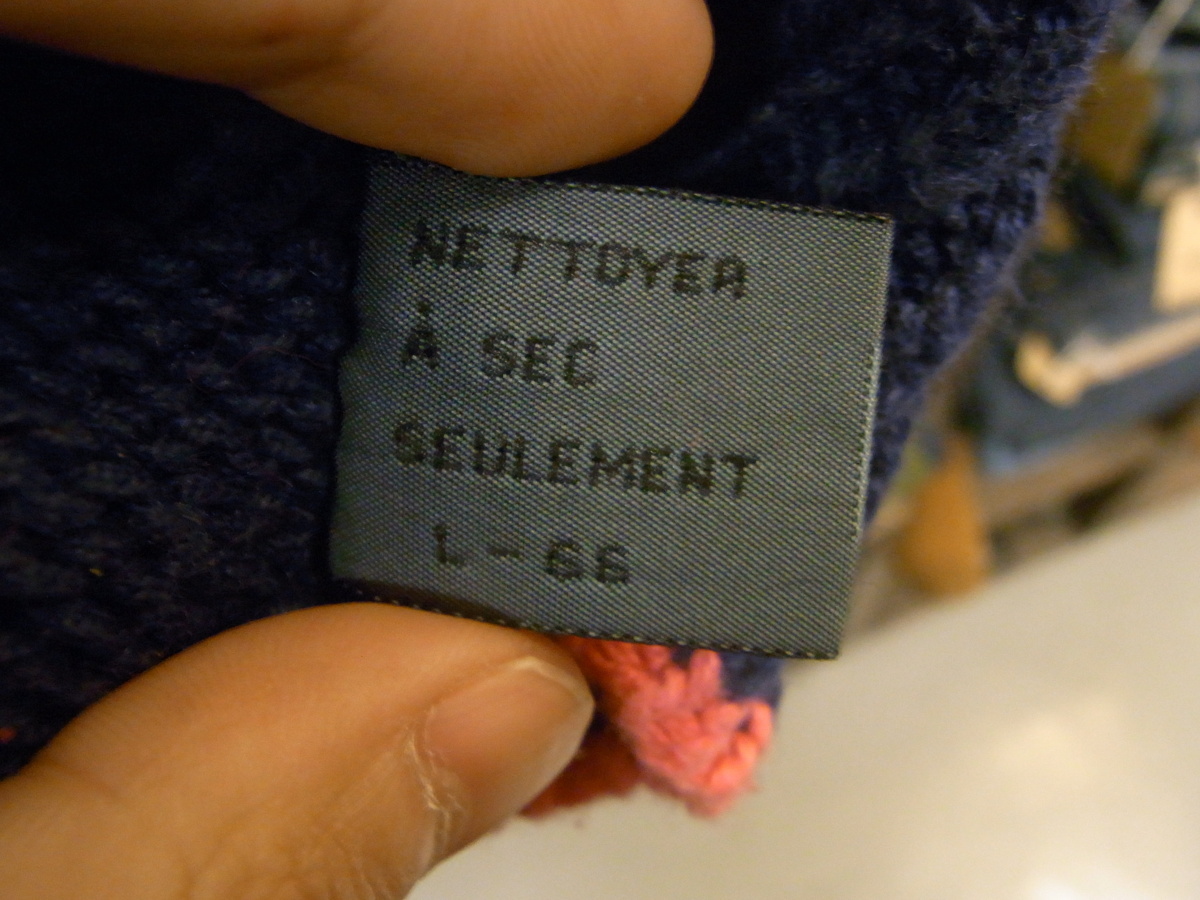 NETTOYER
À SEC
SEULEMENT
L - 66